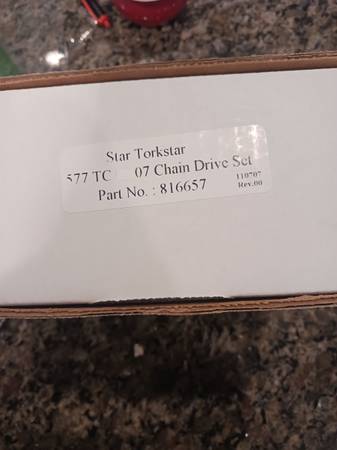 Star Torkstar
577 TC 07 Chain Drive Set
Part No. : 816657
110707
Rev.00